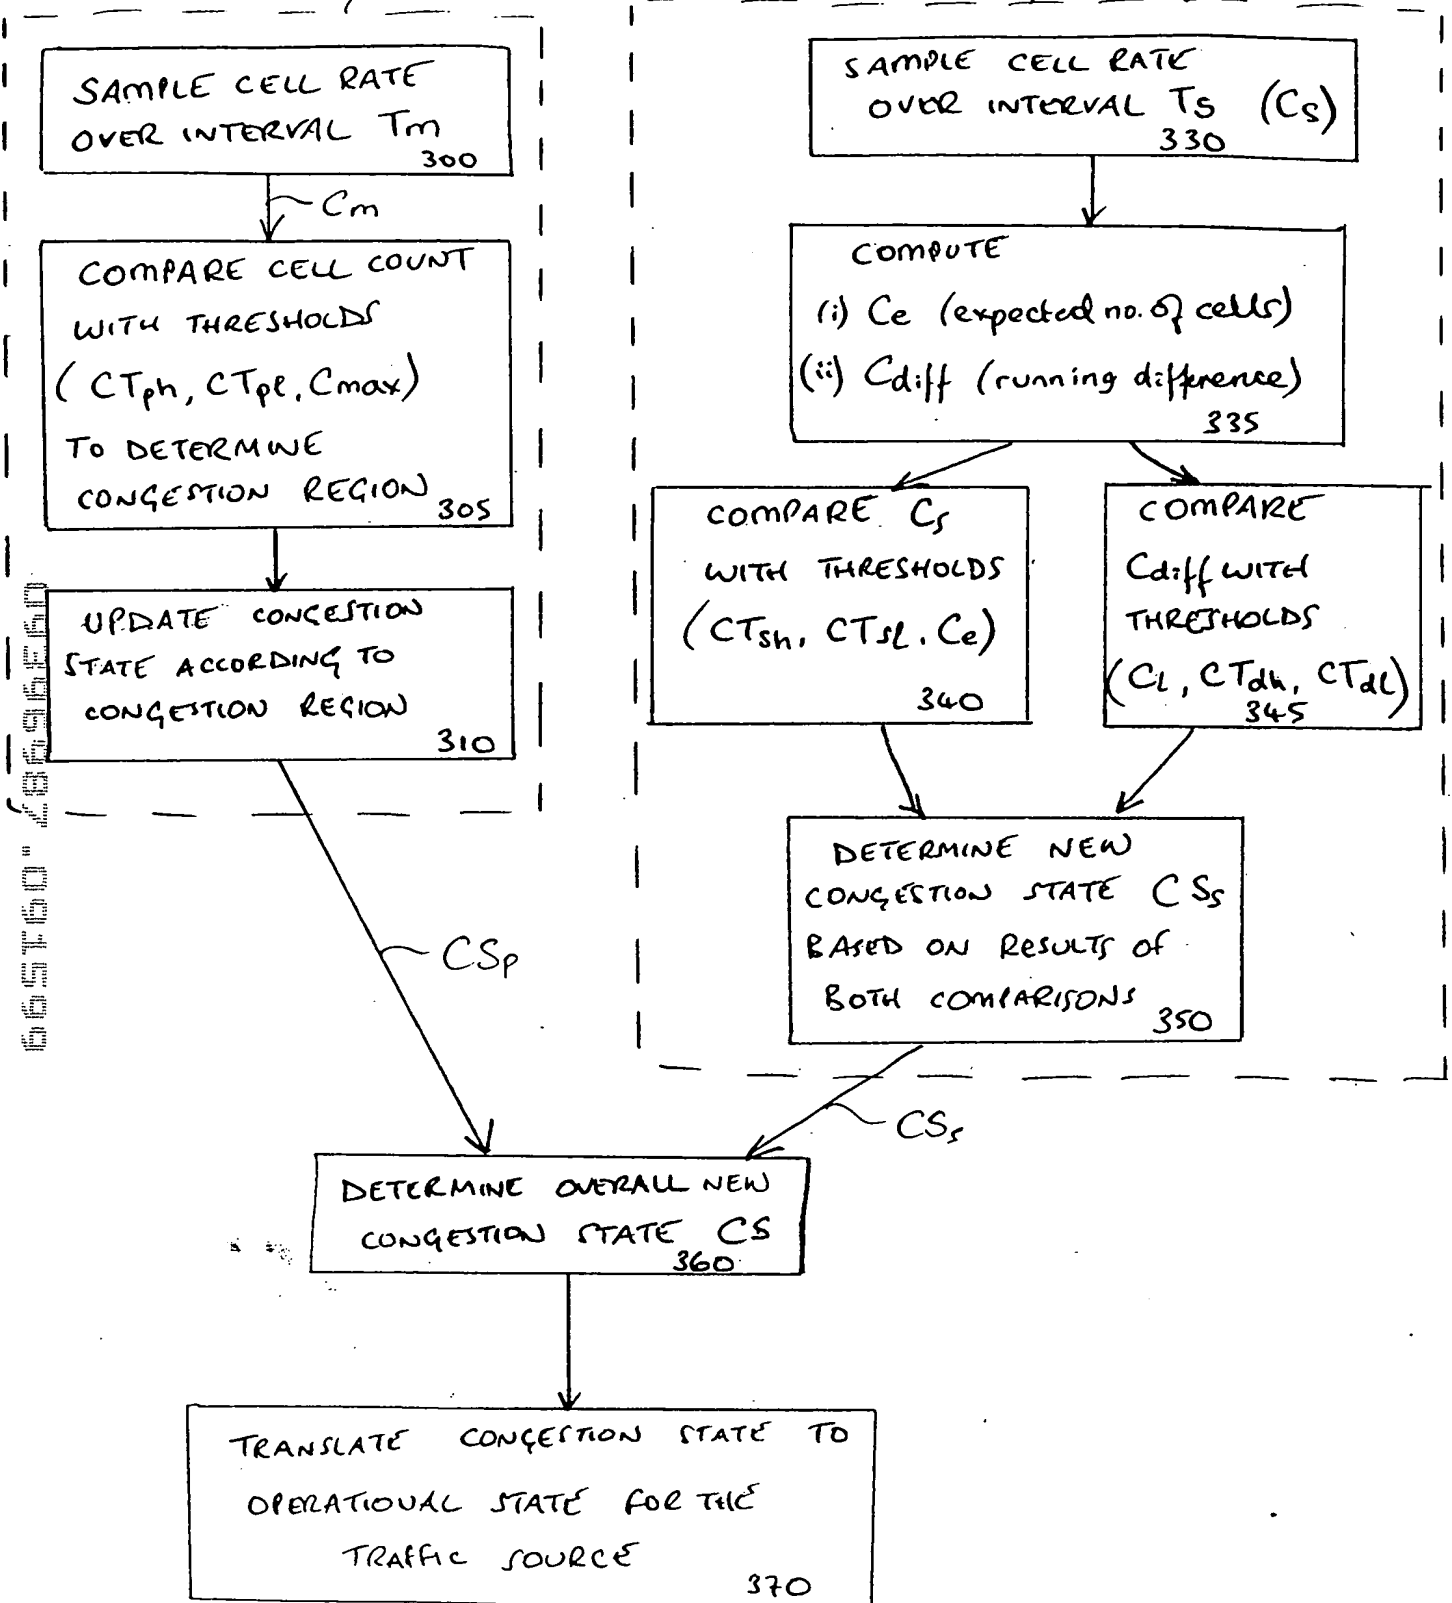 SAMPLE CELL RATE
OVER INTERVAL Tm
300
Cm
COMPARE CELL COUNT
WITH THRESHOLDS
(CTph, CTpl, Cmax)
TO DETERMINE
CONGESTION REGION
305
UPDATE CONGESTION
STATE ACCORDING TO
CONGESTION REGION
310
CSp
SAMPLE CELL RATE
OVER INTERVAL Ts (Cs)
330
COMPUTE
(i) Ce (expected no. of cells)
(ii) Cdiff (running difference)
335
COMPARE Cs
WITH THRESHOLDS
(CTsh, CTsl, Ce)
340
COMPARE
Cdiff WITH
THRESHOLDS
(CL, CTdh, CTdl)
345
DETERMINE NEW
CONGESTION STATE CSs
BASED ON RESULTS OF
BOTH COMPARISONS
350
CSs
DETERMINE OVERALL NEW
CONGESTION STATE CS
360
TRANSLATE CONGESTION STATE TO
OPERATIONAL STATE FOR THE
TRAFFIC SOURCE
370